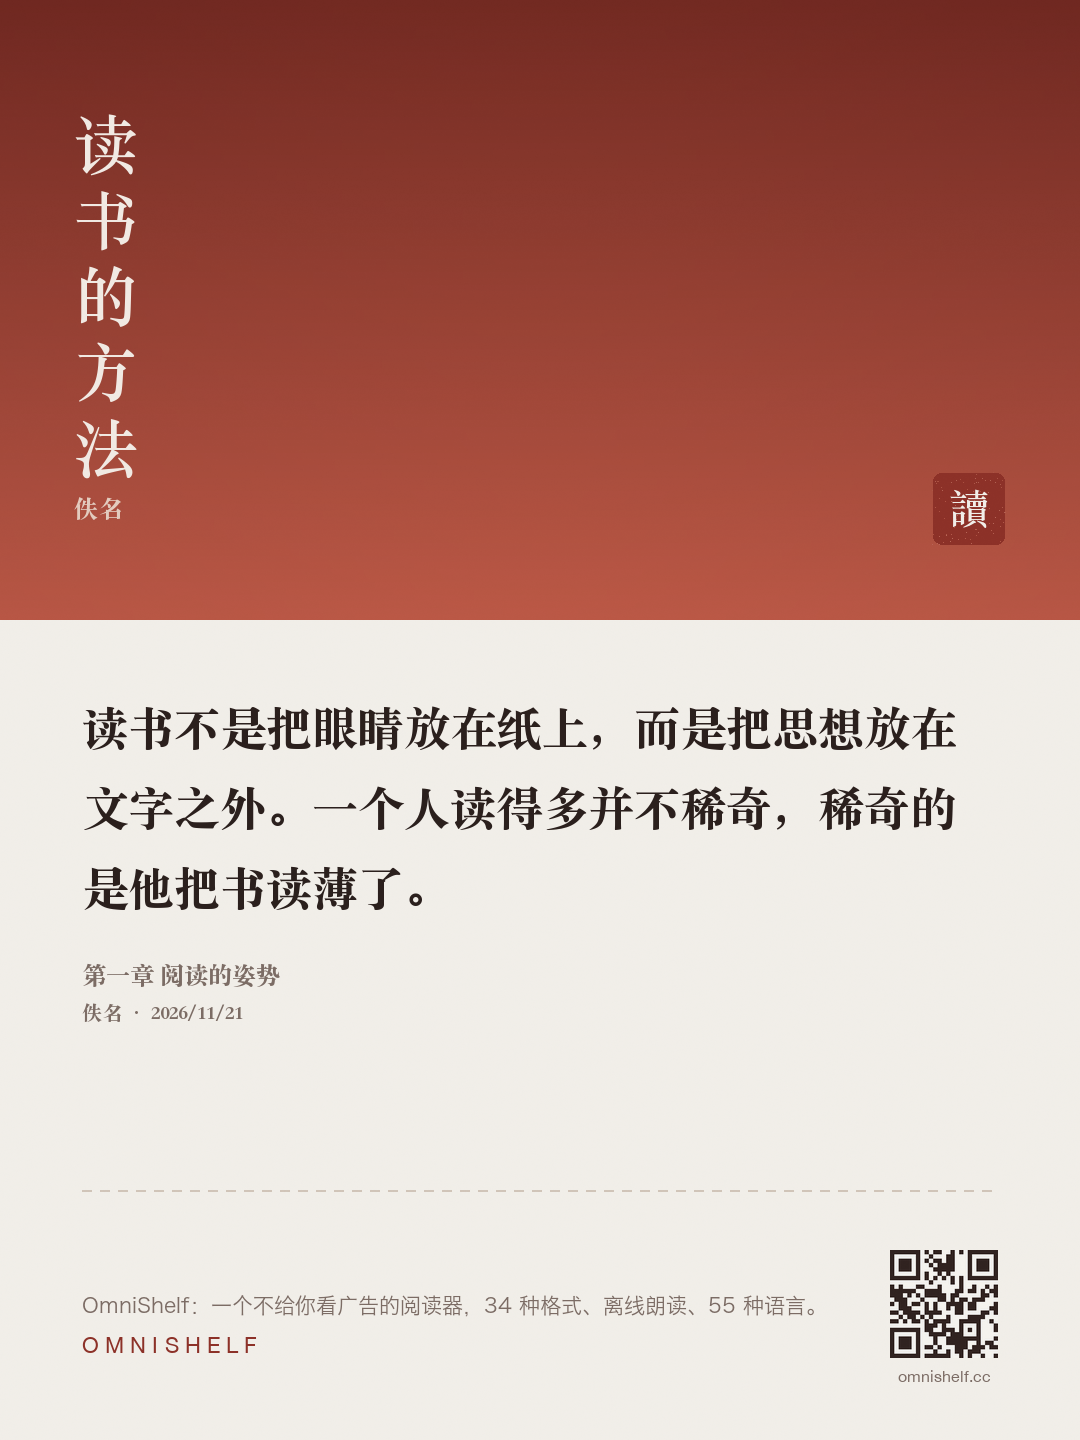 读书的方法
佚名
讀
读书不是把眼睛放在纸上，而是把思想放在
文字之外。一个人读得多并不稀奇，稀奇的
是他把书读薄了。
第一章 阅读的姿势
佚名 · 2026/11/21
OmniShelf：一个不给你看广告的阅读器，34 种格式、离线朗读、55 种语言。
OMNISHELF
omnishelf.cc